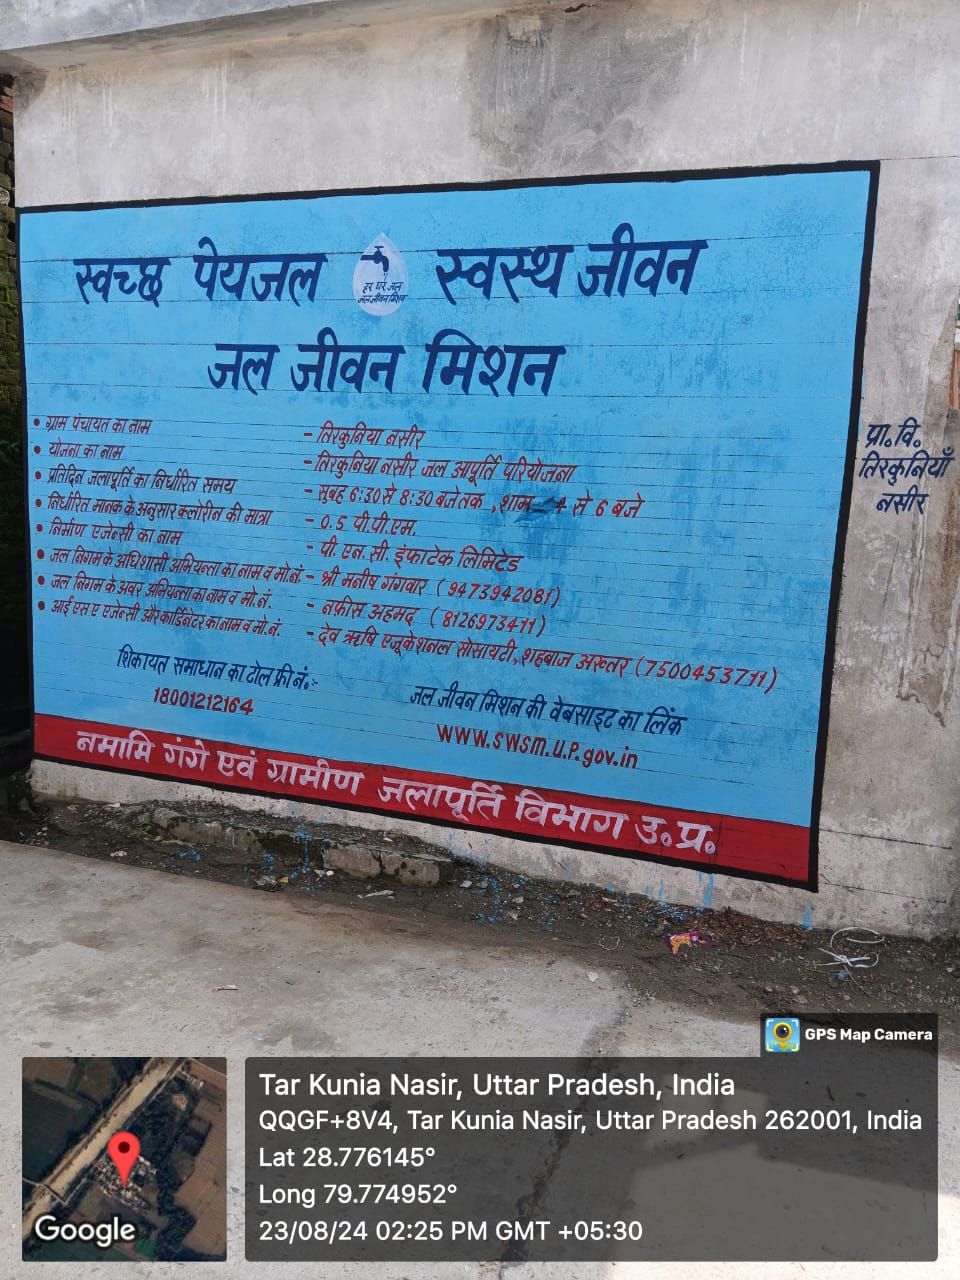 स्वच्छ पेयजल
हर घर जल
जल जीवन मिशन
स्वस्थ जीवन
जल जीवन मिशन
• ग्राम पंचायत का नाम - तिरकुनिया नसीर
• योजना का नाम - तिरकुनिया नसीर जल आपूर्ति परियोजना
• प्रतिदिन जलापूर्ति का निर्धारित समय - सुबह 6:30 से 8:30 बजे तक, शाम 4 से 6 बजे
• निर्धारित मानक के अनुसार क्लोरीन की मात्रा - 0.5 पी.पी.एम.
• निर्माण एजेन्सी का नाम - पी. एन. सी. इंफाटेक लिमिटेड
• जल निगम के अधिशासी अभियन्ता का नाम व मो.नं. - श्री मनीष गंगवार (9473942081)
• जल निगम के अवर अभियन्ता का नाम व मो.नं. - नफीस अहमद (8126973411)
• आई एस ए एजेन्सी और कार्डिनेटर का नाम व मो.नं. - देव ऋषि एजूकेशनल सोसायटी, शहबाज अख्तर (7500453711)
शिकायत समाधान का टोल फ्री नं.:-
18001212164
जल जीवन मिशन की वेबसाइट का लिंक
www.swsm.u.p.gov.in
नमामि गंगे एवं ग्रामीण जलापूर्ति विभाग उ.प्र.
प्रा.वि.
तिरकुनियाँ
नसीर
GPS Map Camera
Google
Tar Kunia Nasir, Uttar Pradesh, India
QQGF+8V4, Tar Kunia Nasir, Uttar Pradesh 262001, India
Lat 28.776145°
Long 79.774952°
23/08/24 02:25 PM GMT +05:30